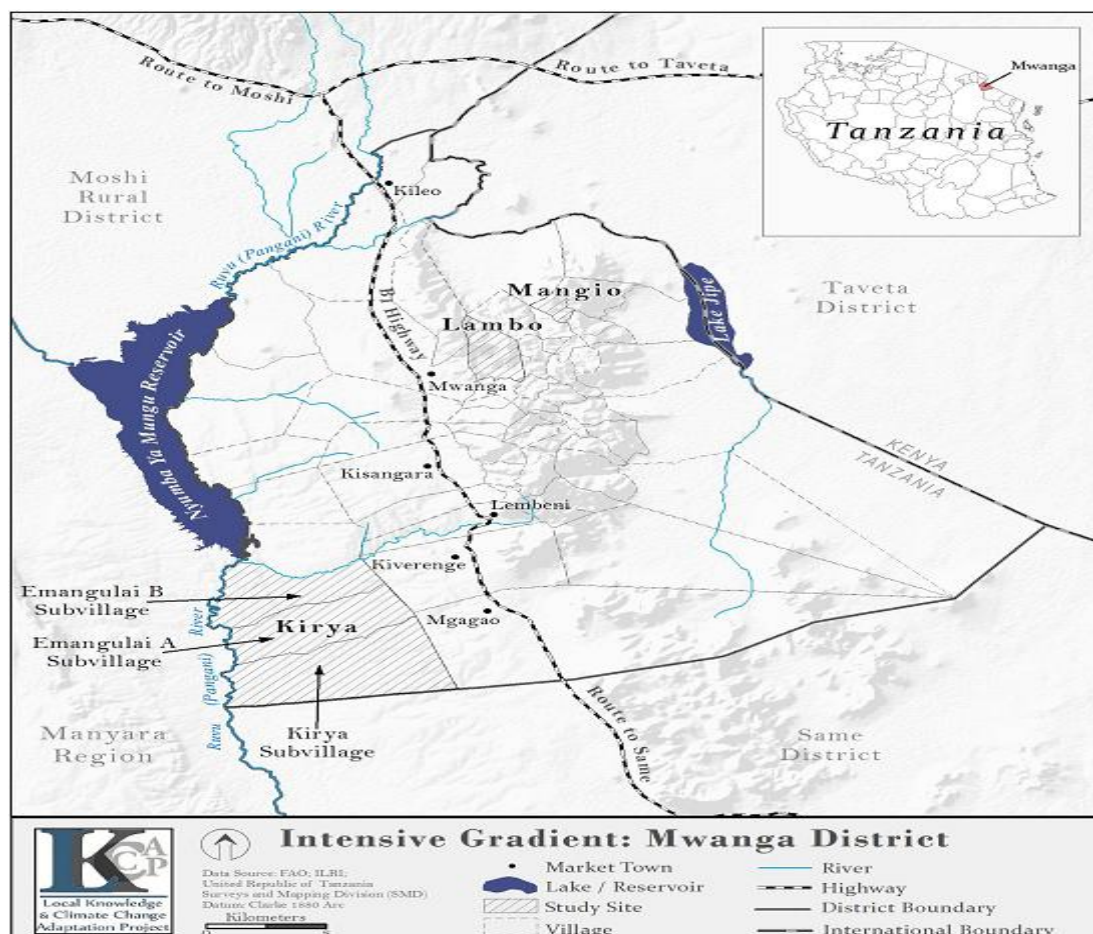 Route to Moshi
Route to Taveta
Mwanga
Tanzania
Moshi
Rural
District
Kileo
Ruvu (Pangani) River
Mangio
Lambo
B1 Highway
Lake Jipe
Taveta
District
Nyumba Ya Mungu Reservoir
Mwanga
KENYA
TANZANIA
Kisangara
Lembeni
Kiverenge
Emangulai B
Subvillage
Kirya
Mgagao
Emangulai A
Subvillage
Ruvu (Pangani) River
Kirya
Subvillage
Manyara
Region
Route to Same
Same
District
LKCCAP
Local Knowledge
& Climate Change
Adaptation Project
Data Source: FAO; ILRI;
United Republic of Tanzania
Surveys and Mapping Division (SMD)
Datum: Clarke 1880 Arc
Kilometers
Intensive Gradient: Mwanga District
Market Town
Lake / Reservoir
Study Site
Village
River
Highway
District Boundary
International Boundary